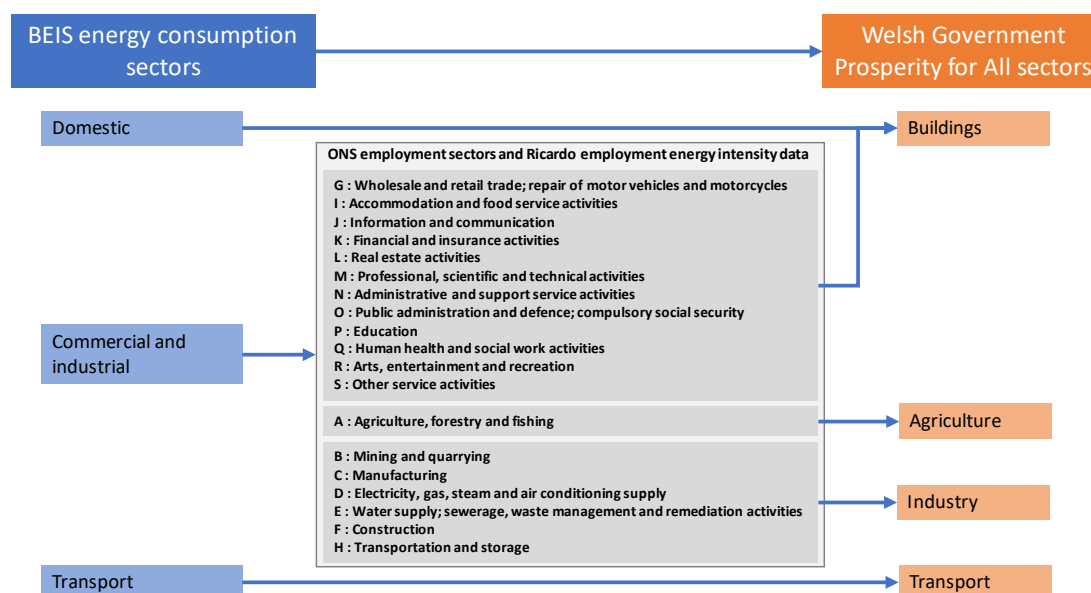 BEIS energy consumption
sectors
Welsh Government
Prosperity for All sectors
Domestic
Buildings
ONS employment sectors and Ricardo employment energy intensity data
G : Wholesale and retail trade; repair of motor vehicles and motorcycles
I : Accommodation and food service activities
J : Information and communication
K : Financial and insurance activities
L : Real estate activities
M : Professional, scientific and technical activities
N : Administrative and support service activities
O : Public administration and defence; compulsory social security
P : Education
Q : Human health and social work activities
R : Arts, entertainment and recreation
S : Other service activities
Commercial and
industrial
A : Agriculture, forestry and fishing
Agriculture
B : Mining and quarrying
C : Manufacturing
D : Electricity, gas, steam and air conditioning supply
E : Water supply; sewerage, waste management and remediation activities
F : Construction
H : Transportation and storage
Industry
Transport
Transport